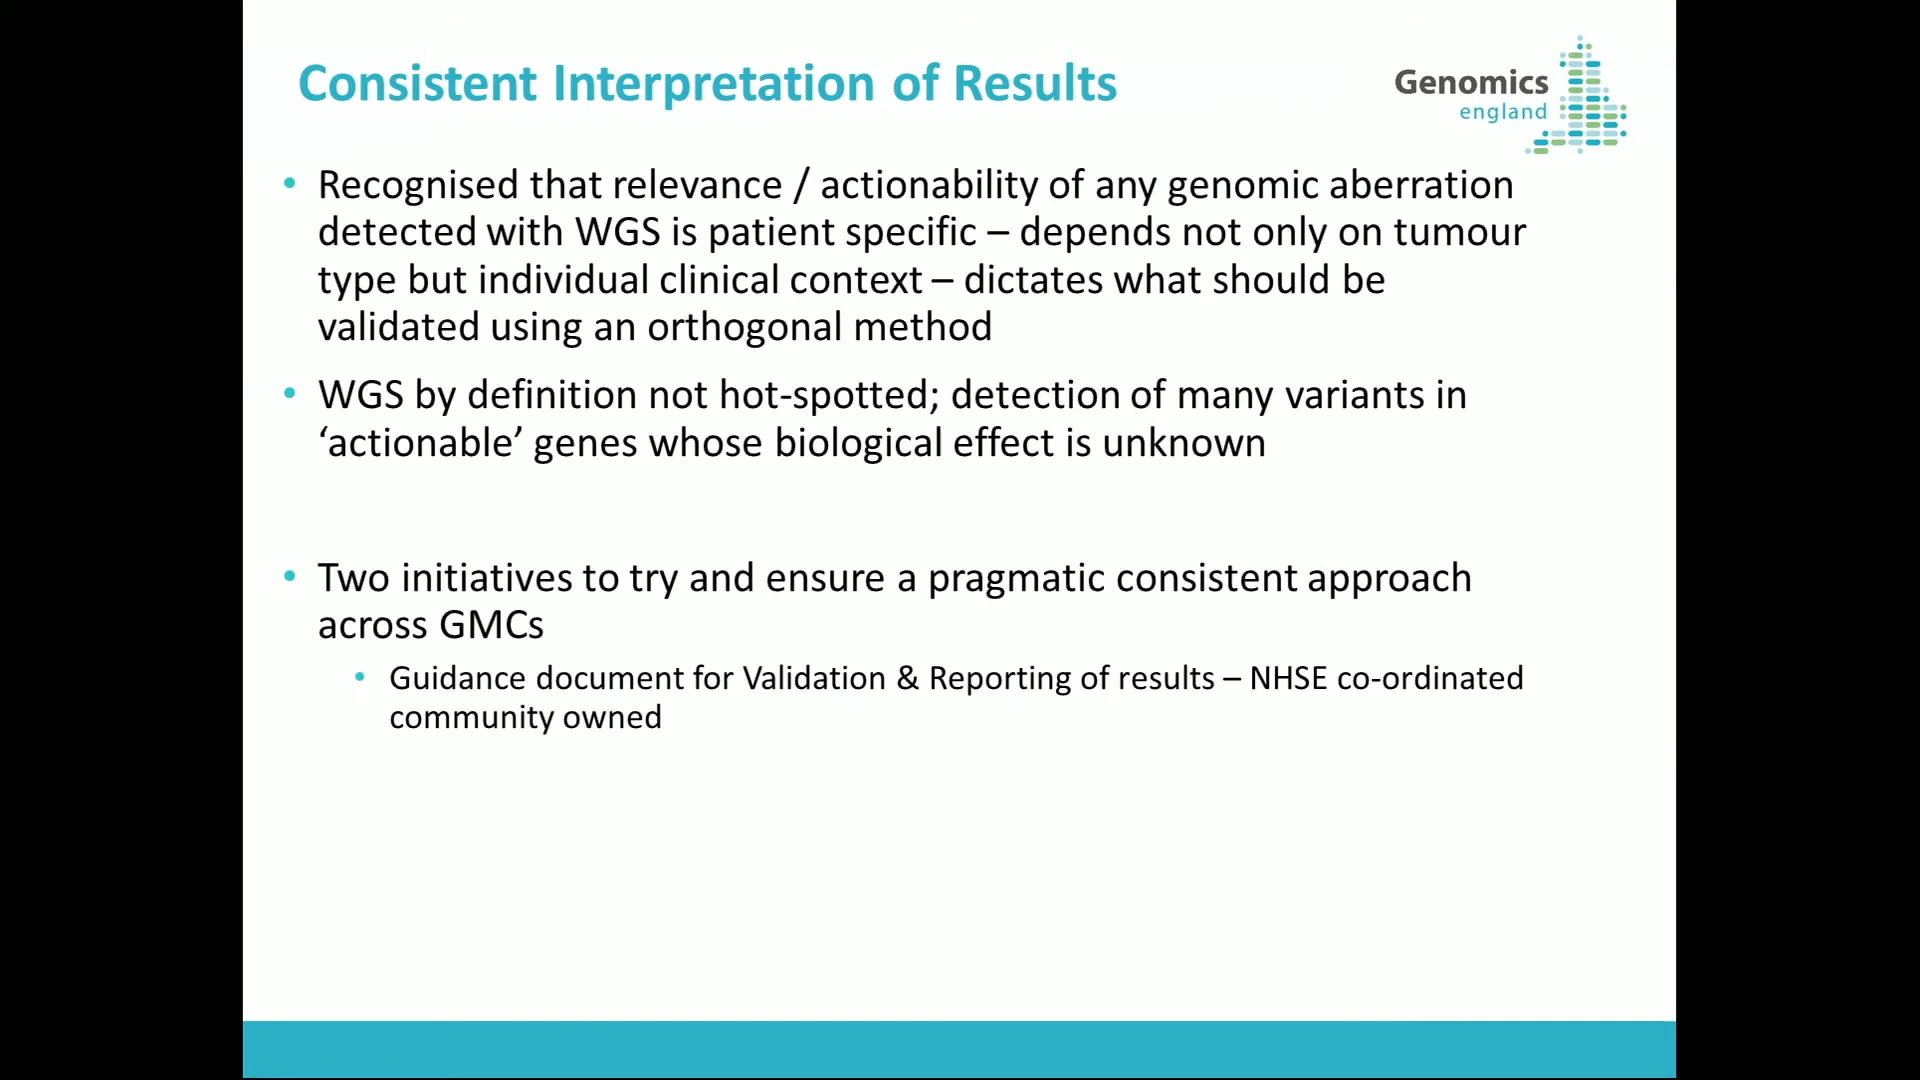 Consistent Interpretation of Results
Genomics
england
• Recognised that relevance / actionability of any genomic aberration
detected with WGS is patient specific – depends not only on tumour
type but individual clinical context – dictates what should be
validated using an orthogonal method
• WGS by definition not hot-spotted; detection of many variants in
‘actionable’ genes whose biological effect is unknown
• Two initiatives to try and ensure a pragmatic consistent approach
across GMCs
• Guidance document for Validation & Reporting of results – NHSE co-ordinated
community owned